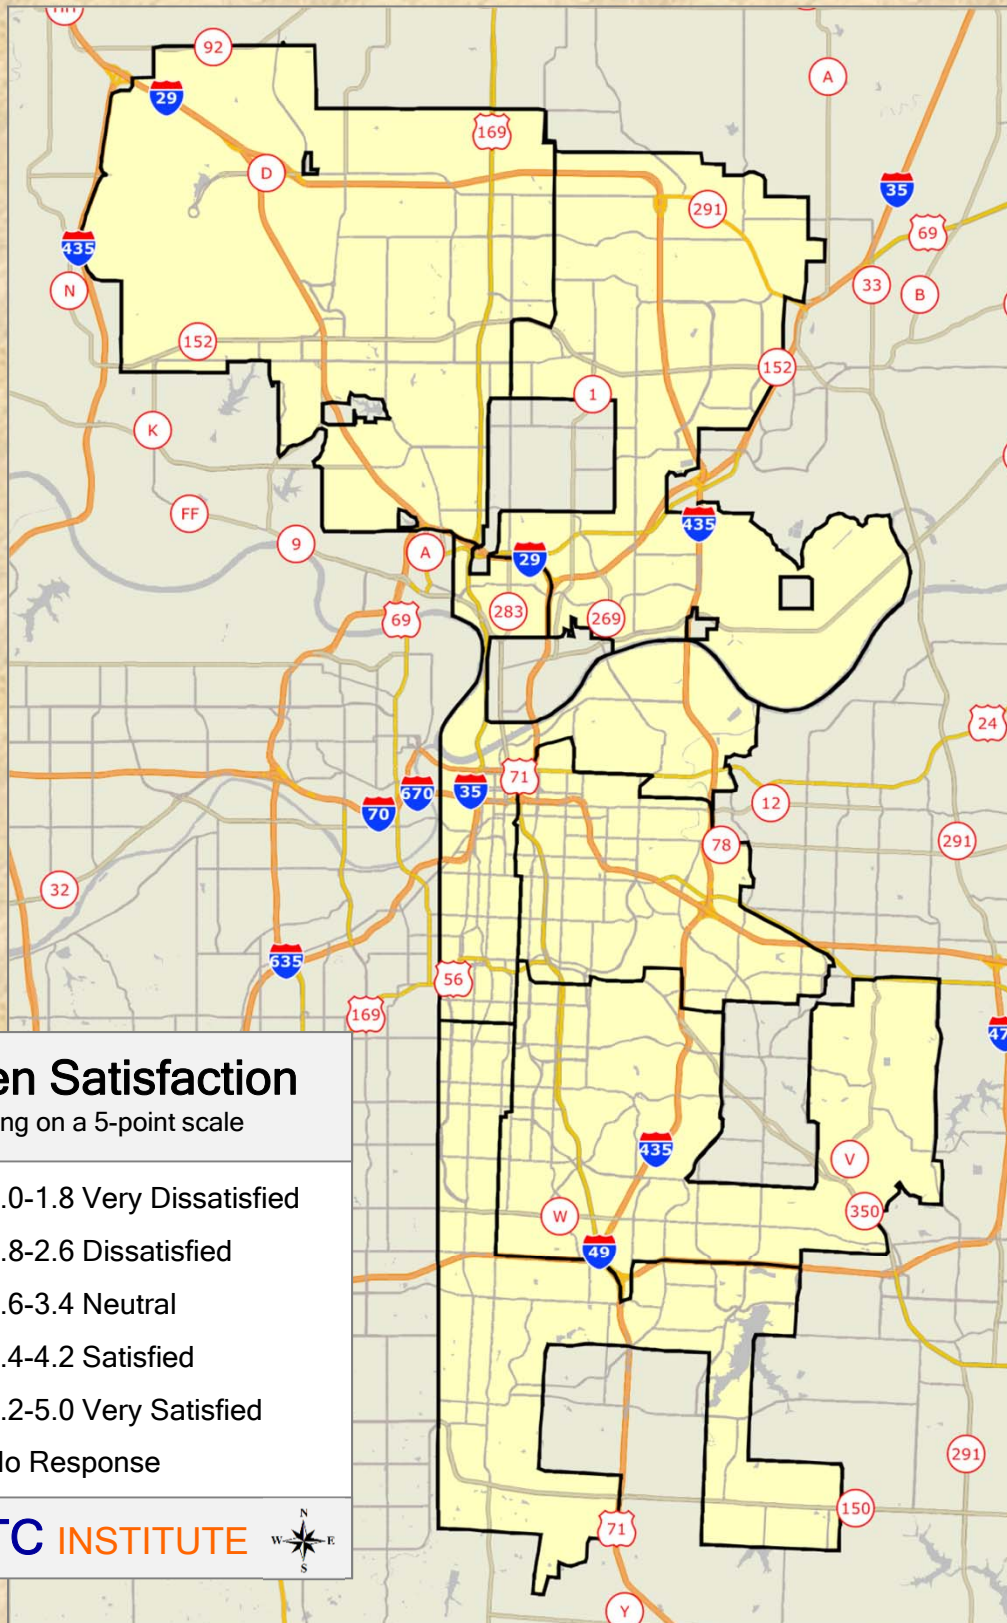 HH
92
A
29
169
D
35
291
69
435
N
33
B
152
152
1
K
FF
435
9
A
29
283
269
69
24
71
670
35
12
70
78
291
32
635
56
169
47
en Satisfaction
ng on a 5-point scale
.0-1.8 Very Dissatisfied
.8-2.6 Dissatisfied
.6-3.4 Neutral
.4-4.2 Satisfied
.2-5.0 Very Satisfied
lo Response
TC INSTITUTE
N
W E
S
435
V
350
W
49
291
150
71
Y